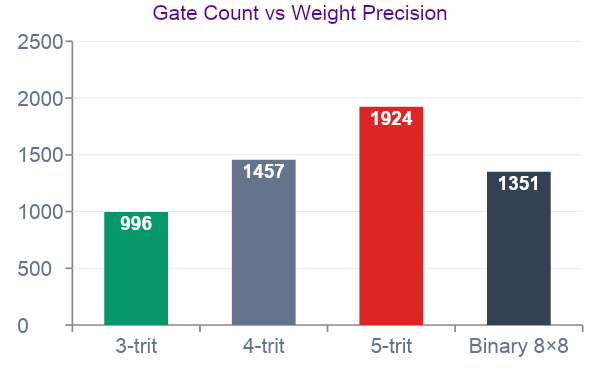 Gate Count vs Weight Precision
2500
2000
1500
1000
500
0
996
1457
1924
1351
3-trit
4-trit
5-trit
Binary 8×8